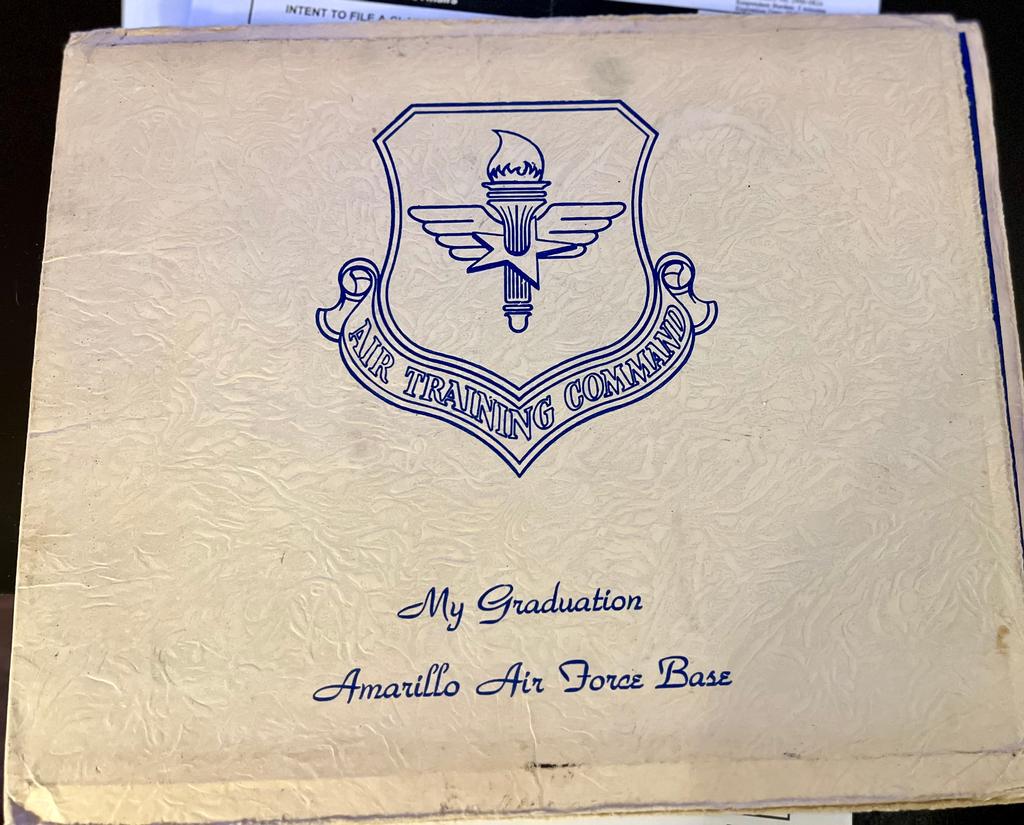 INTENT TO FILE A
AIR TRAINING COMMAND
My Graduation
Amarillo Air Force Base